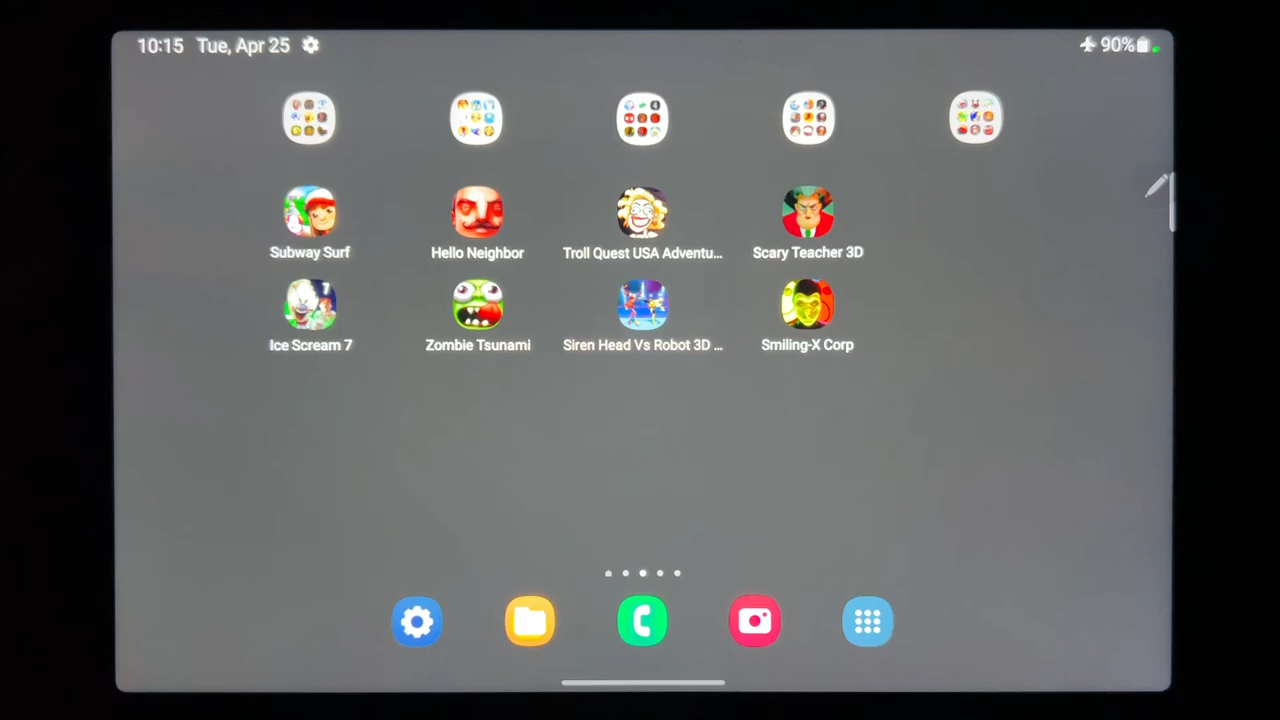 10:15 Tue, Apr 25 90%
Subway Surf Hello Neighbor Troll Quest USA Adventu... Scary Teacher 3D
7
Ice Scream 7 Zombie Tsunami Siren Head Vs Robot 3D ... Smiling-X Corp